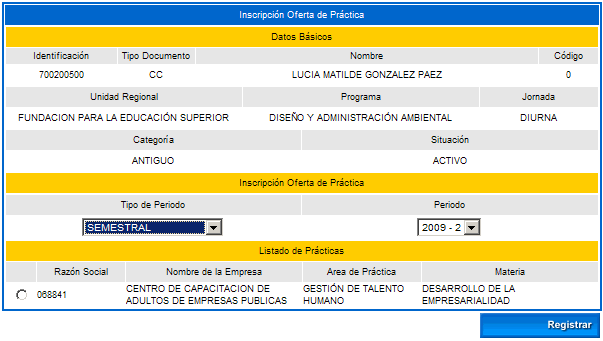 Inscripción Oferta de Práctica
Datos Básicos
Identificación Tipo Documento Nombre Código
700200500 CC LUCIA MATILDE GONZALEZ PAEZ 0
Unidad Regional Programa Jornada
FUNDACION PARA LA EDUCACIÓN SUPERIOR DISEÑO Y ADMINISTRACIÓN AMBIENTAL DIURNA
Categoría Situación
ANTIGUO ACTIVO
Inscripción Oferta de Práctica
Tipo de Periodo Periodo
SEMESTRAL 2009 - 2
Listado de Prácticas
Razón Social Nombre de la Empresa Area de Práctica Materia
068841 CENTRO DE CAPACITACION DE ADULTOS DE EMPRESAS PUBLICAS GESTIÓN DE TALENTO HUMANO DESARROLLO DE LA EMPRESARIALIDAD
Registrar